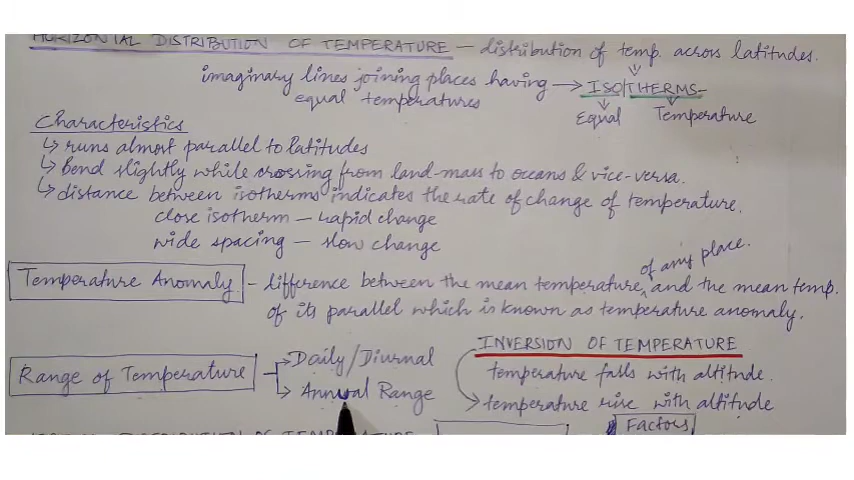 HORIZONTAL DISTRIBUTION OF TEMPERATURE — distribution of temp. across latitudes.
imaginary lines joining places having → ISO/THERMS-
equal temperatures
Equal Temperature
Characteristics
↳ runs almost parallel to latitudes
↳ bend slightly while crossing from land-mass to oceans & vice-versa.
↳ distance between isotherms indicates the rate of change of temperature.
close isotherm — rapid change
wide spacing — slow change
of any place.
Temperature Anomaly - difference between the mean temperature, and the mean temp.
of its parallel which is known as temperature anomaly.
INVERSION OF TEMPERATURE
Range of Temperature → Daily/Diurnal
→ Annual Range
temperature falls with altitude.
temperature rise with altitude
DISTRIBUTION OF TEMPERATURE
Factors